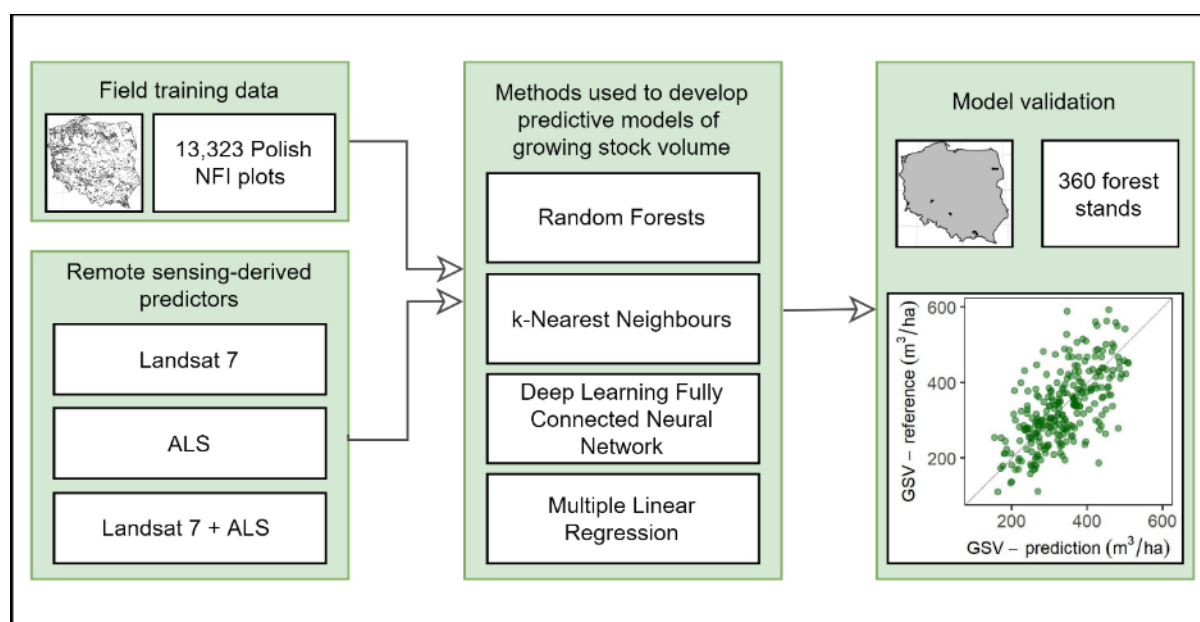 Field training data
13,323 Polish
NFI plots
Remote sensing-derived
predictors
Landsat 7
ALS
Landsat 7 + ALS
Methods used to develop
predictive models of
growing stock volume
Random Forests
k-Nearest Neighbours
Deep Learning Fully
Connected Neural
Network
Multiple Linear
Regression
Model validation
360 forest
stands
GSV – reference (m³/ha)
600
400
200
200 400 600
GSV – prediction (m³/ha)